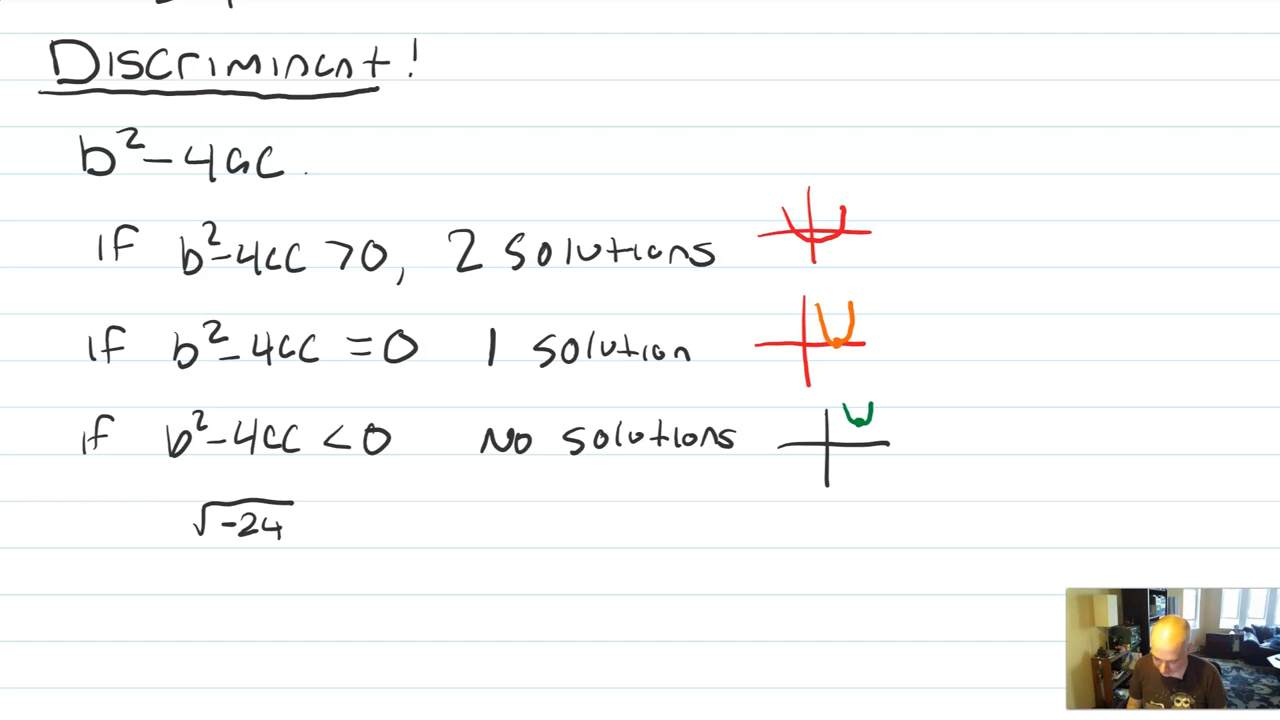 Discriminant!
b²-4ac
if b²-4ac >0, 2 solutions
if b²-4ac =0 1 solution
if b²-4ac <0 No solutions
√-24